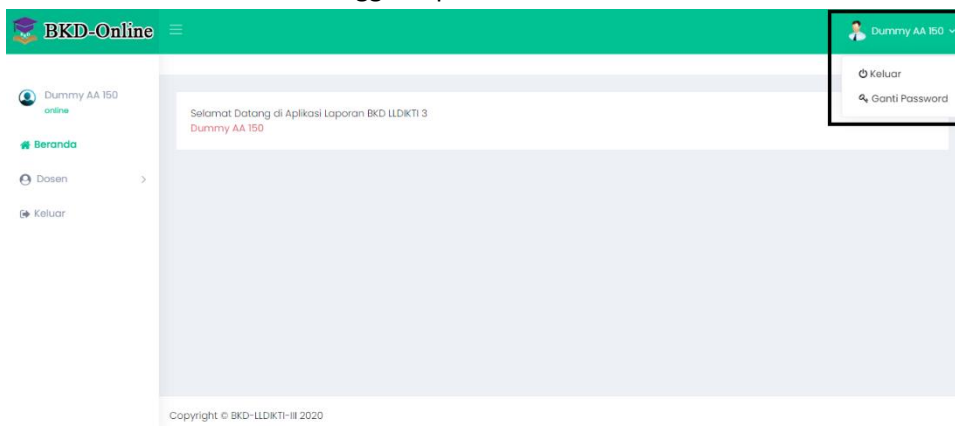 BKD-Online
Dummy AA 150
Keluar
Ganti Password
Dummy AA 150
online
Beranda
Dosen
Keluar
Selamat Datang di Aplikasi Laporan BKD LLDIKTI 3
Dummy AA 150
Copyright © BKD-LLDIKTI-III 2020